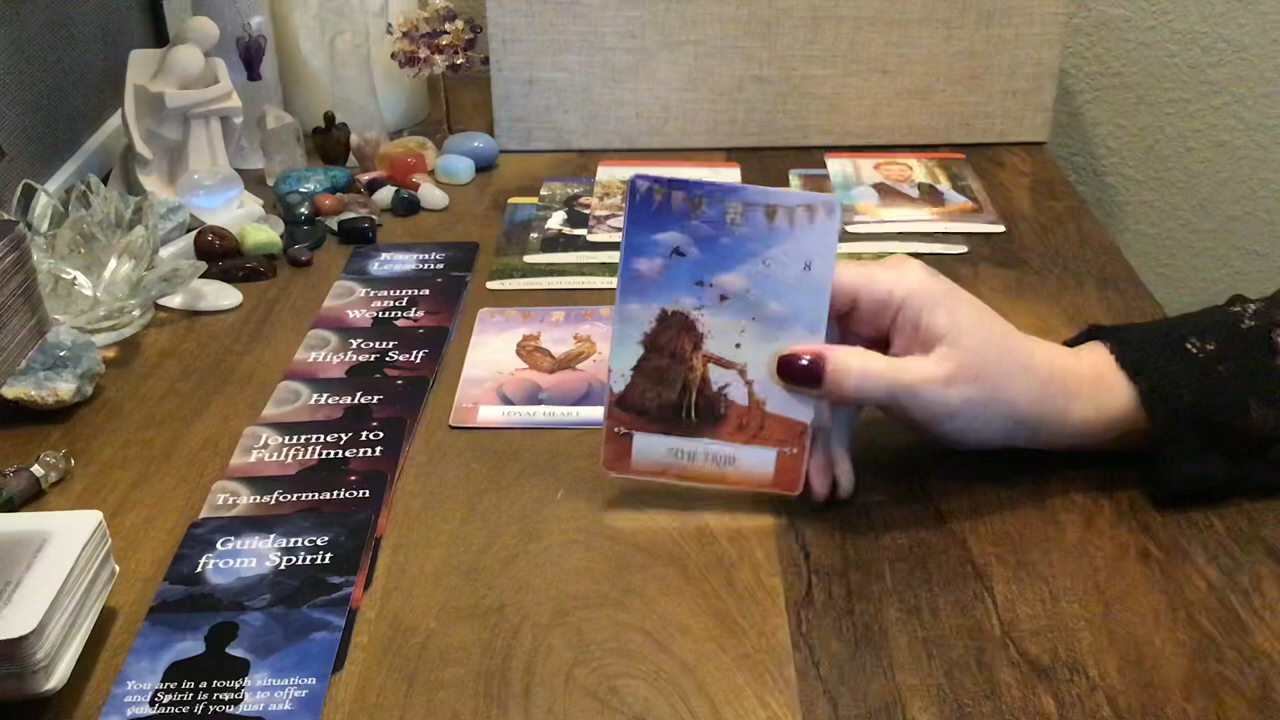 Karmic
Lessons
Trauma
and
Wounds
Your
Higher Self
Healer
Journey to
Fulfillment
Transformation
Guidance
from Spirit
You are in a tough situation
and Spirit is ready to offer
guidance if you just ask.
LOYAL HEART
8